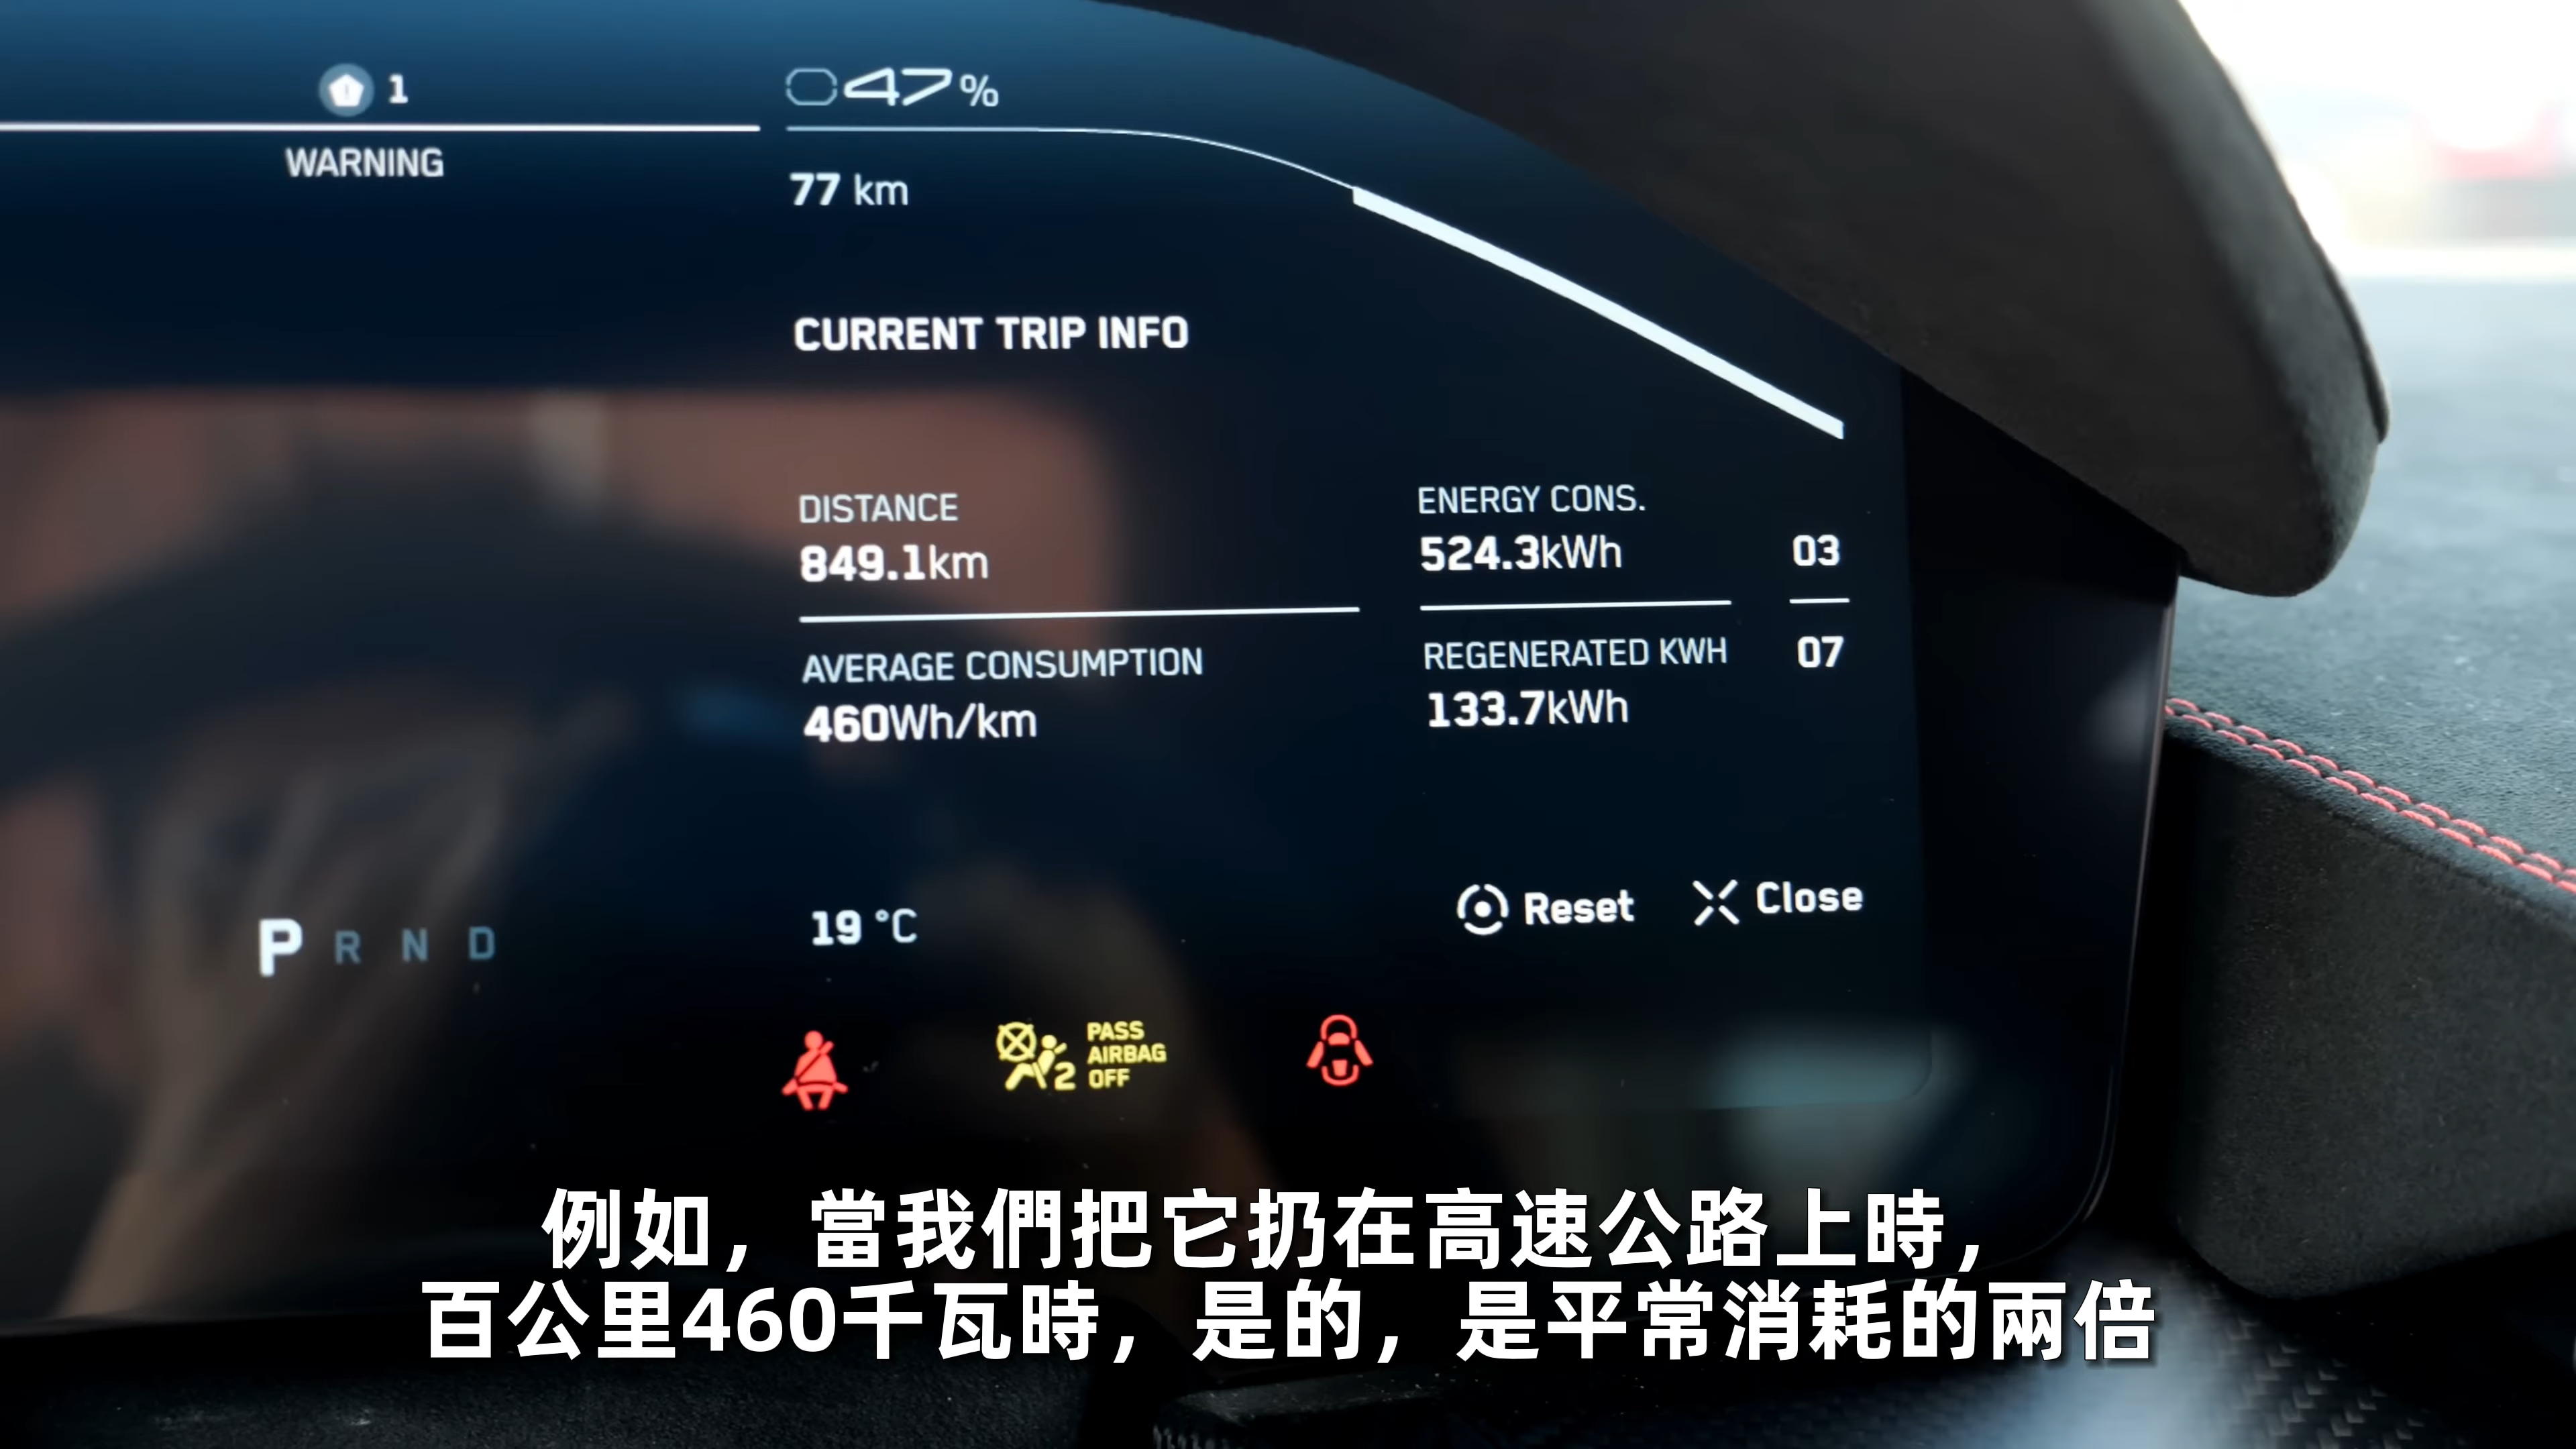 1
WARNING
047%
77 km
CURRENT TRIP INFO
DISTANCE
849.1km
AVERAGE CONSUMPTION
460Wh/km
ENERGY CONS.
524.3kWh
03
REGENERATED KWH
133.7kWh
07
Reset
Close
P R N D
19 °C
2
PASS
AIRBAG
OFF
例如，當我們把它扔在高速公路上時，
百公里460千瓦時，是的，是平常消耗的兩倍